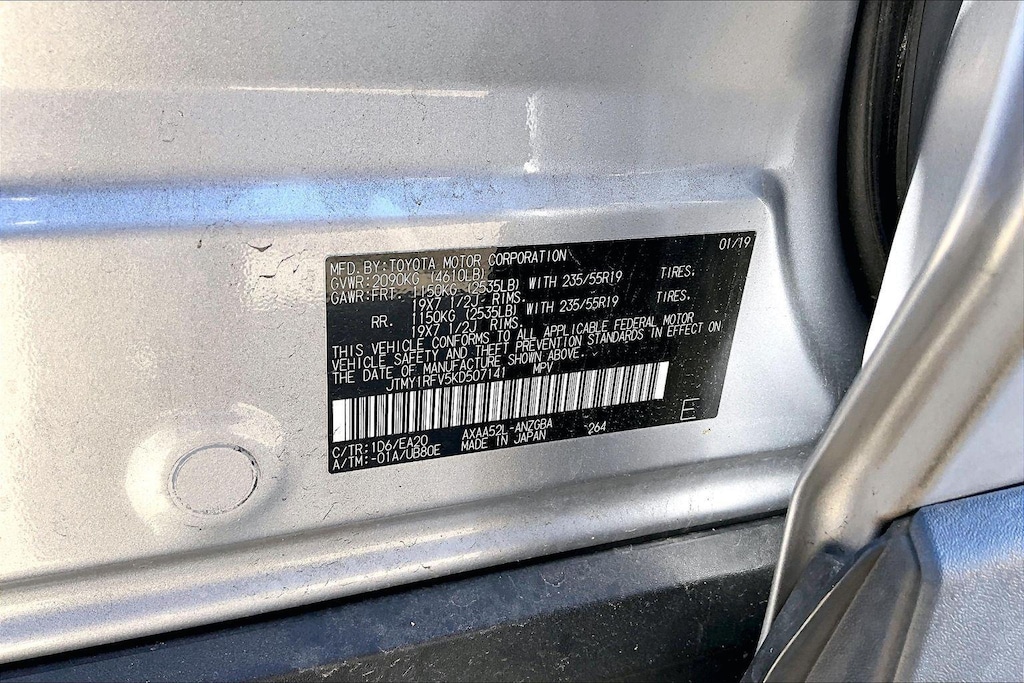 01/19
MFD. BY: TOYOTA MOTOR CORPORATION
GVWR: 2090KG (4610LB)
GAWR: FRT. 1150KG (2535LB) WITH 235/55R19 TIRES,
19X7 1/2J RIMS.
RR. 1150KG (2535LB) WITH 235/55R19 TIRES,
19X7 1/2J RIMS.
THIS VEHICLE CONFORMS TO ALL APPLICABLE FEDERAL MOTOR
VEHICLE SAFETY AND THEFT PREVENTION STANDARDS IN EFFECT ON
THE DATE OF MANUFACTURE SHOWN ABOVE.
JTMY1RFV5KD507141 MPV
E
C/TR: 1D6/EA20 AXAA52L-ANZGBA 264
A/TM: -01A/UB80E MADE IN JAPAN